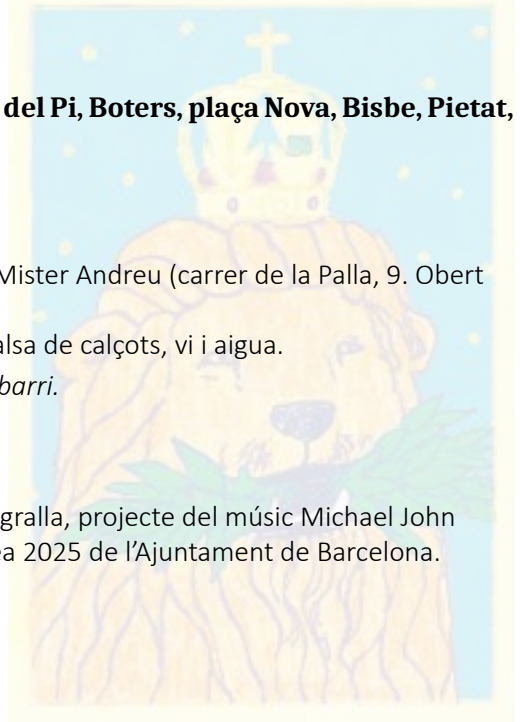 del Pi, Boters, plaça Nova, Bisbe, Pietat,
Mister Andreu (carrer de la Palla, 9. Obert
alsa de calçots, vi i aigua.
barri.
gralla, projecte del músic Michael John
ea 2025 de l’Ajuntament de Barcelona.